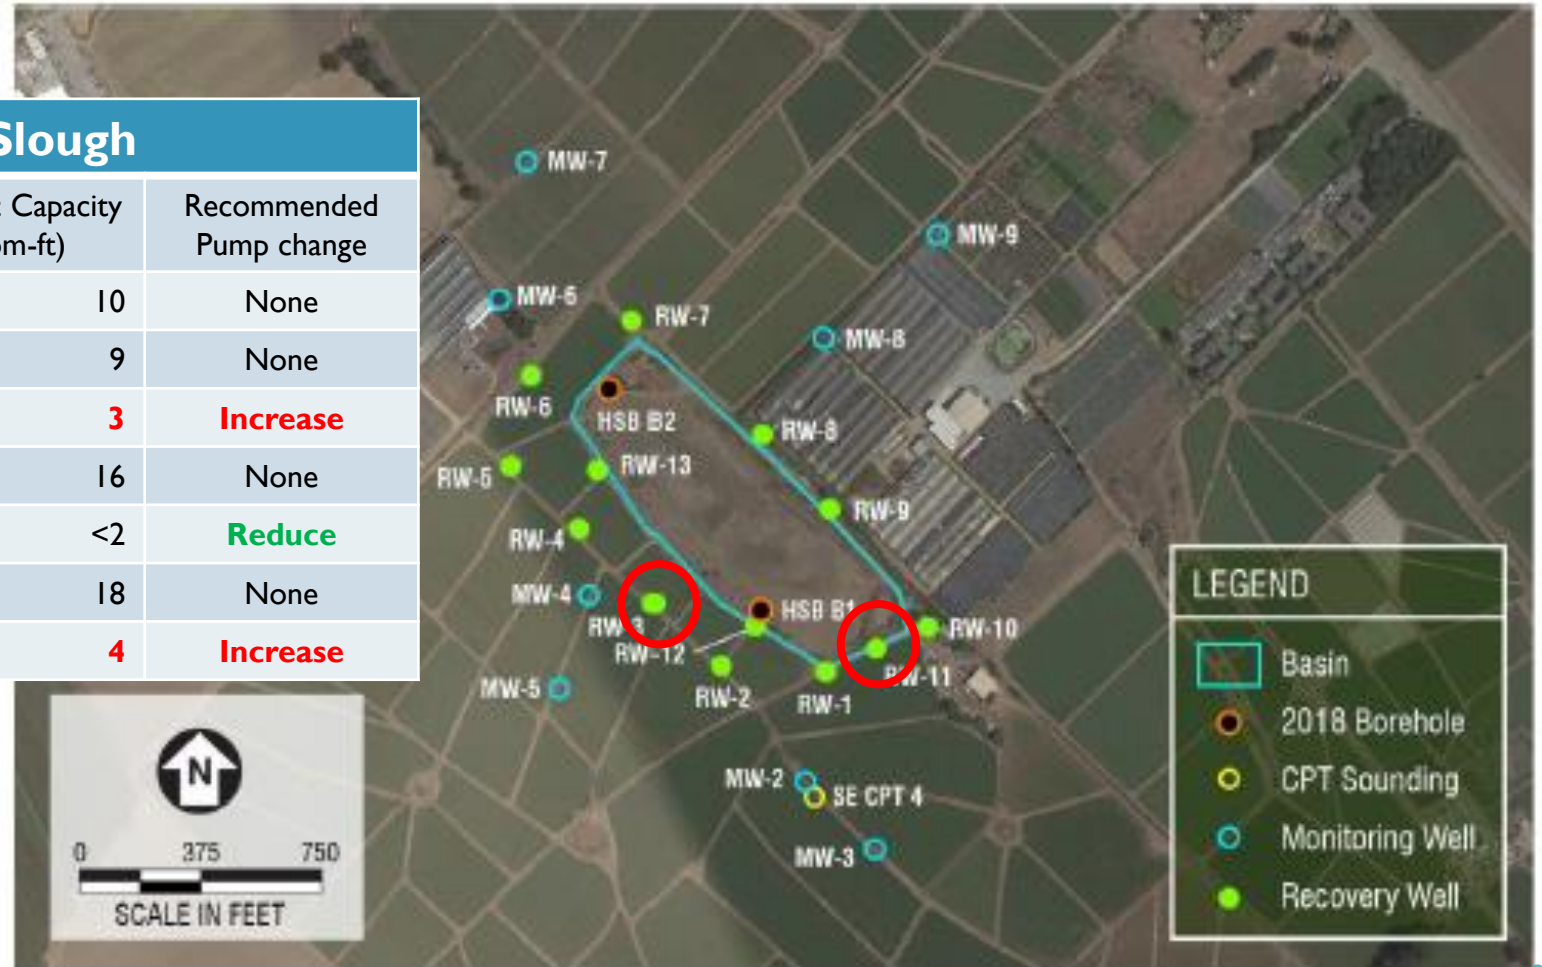 Slough
Capacity
Recommended
m-ft)
Pump change
10 None
9 None
3 Increase
16 None
<2 Reduce
18 None
4 Increase
MW-7
MW-9
MW-6
RW-7
MW-8
RW-6
HSB B2
RW-8
RW-13
RW-5
RW-9
RW-4
MW-4
RW-3
HSB B1
RW-10
RW-12
RW-11
MW-5
RW-2
RW-1
MW-2
SE CPT 4
MW-3
N
0 375 750
SCALE IN FEET
LEGEND
Basin
2018 Borehole
CPT Sounding
Monitoring Well
Recovery Well